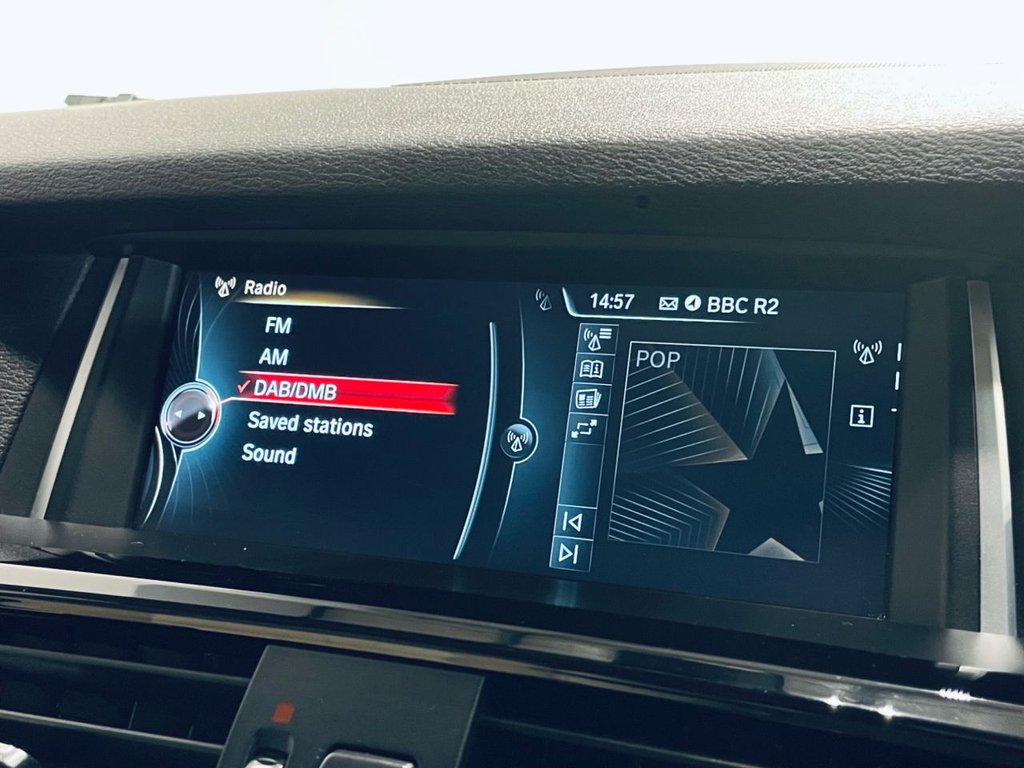 Radio
FM
AM
✓ DAB/DMB
Saved stations
Sound
14:57 BBC R2
POP